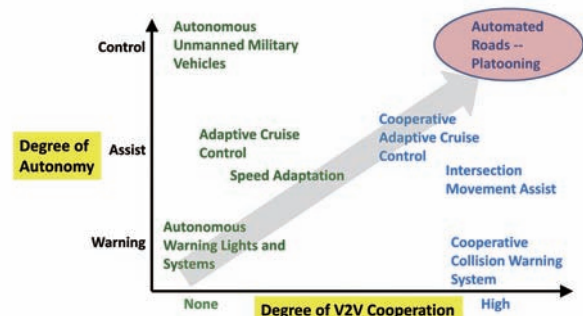 Control
Autonomous
Unmanned Military
Vehicles
Automated
Roads --
Platooning
Degree of
Autonomy
Assist
Adaptive Cruise
Control
Speed Adaptation
Cooperative
Adaptive Cruise
Control
Intersection
Movement Assist
Warning
Autonomous
Warning Lights and
Systems
Cooperative
Collision Warning
System
None
Degree of V2V Cooperation
High